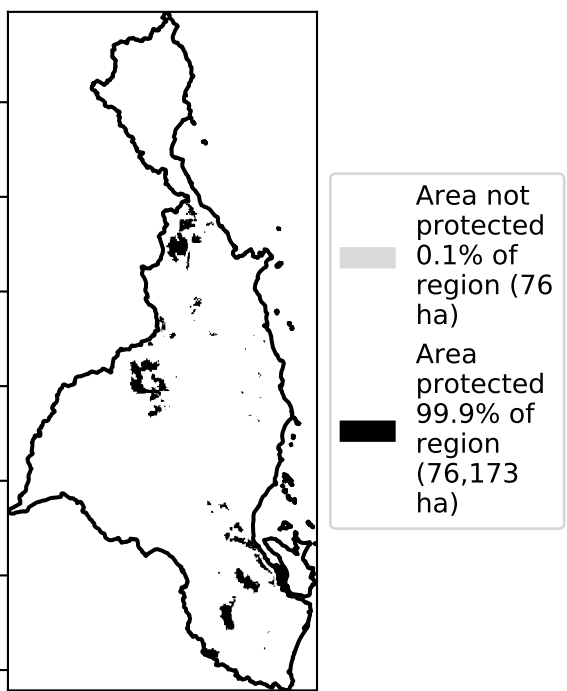 Area not
protected
0.1% of
region (76
ha)
Area
protected
99.9% of
region
(76,173
ha)